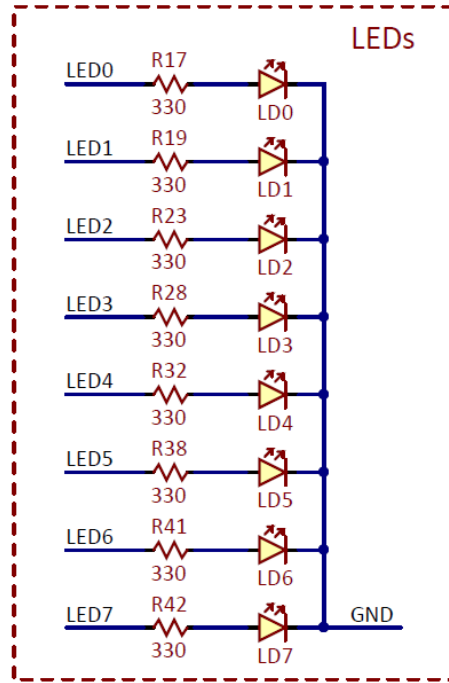 LEDs
LED0 R17 330 LD0
LED1 R19 330 LD1
LED2 R23 330 LD2
LED3 R28 330 LD3
LED4 R32 330 LD4
LED5 R38 330 LD5
LED6 R41 330 LD6
LED7 R42 330 LD7 GND